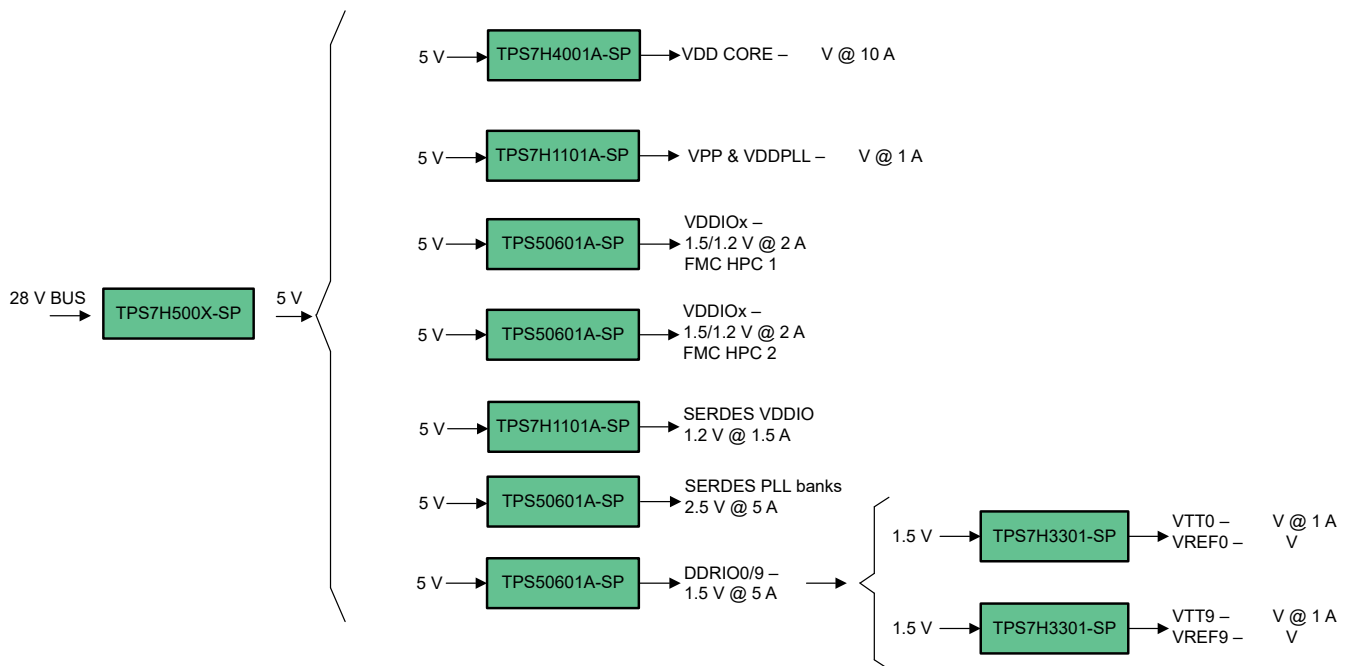 5 V
TPS7H4001A-SP
VDD CORE – V @ 10 A
5 V
TPS7H1101A-SP
VPP & VDDPLL – V @ 1 A
5 V
TPS50601A-SP
VDDIOx –
1.5/1.2 V @ 2 A
FMC HPC 1
28 V BUS
TPS7H500X-SP
5 V
5 V
TPS50601A-SP
VDDIOx –
1.5/1.2 V @ 2 A
FMC HPC 2
5 V
TPS7H1101A-SP
SERDES VDDIO
1.2 V @ 1.5 A
5 V
TPS50601A-SP
SERDES PLL banks
2.5 V @ 5 A
5 V
TPS50601A-SP
DDRIO0/9 –
1.5 V @ 5 A
1.5 V
TPS7H3301-SP
VTT0 – V @ 1 A
VREF0 – V
1.5 V
TPS7H3301-SP
VTT9 – V @ 1 A
VREF9 – V